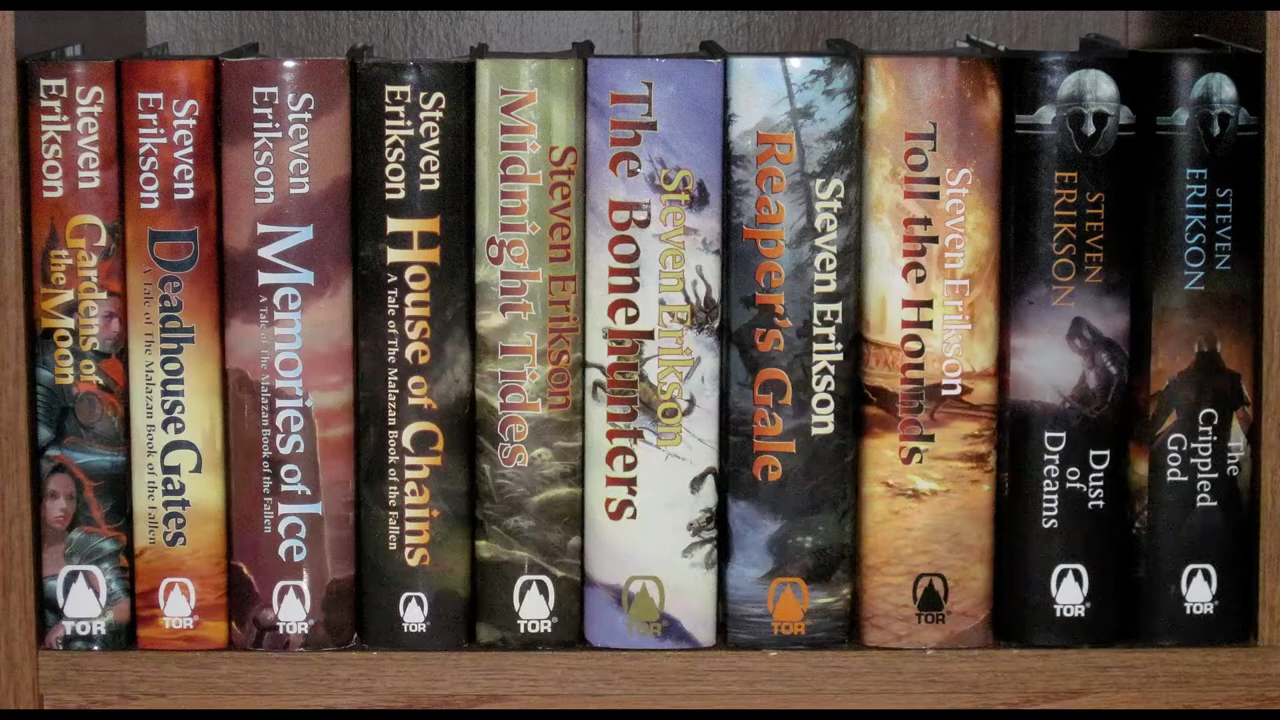 Steven
Erikson
Gardens of
the Moon
TOR
Steven
Erikson
Deadhouse Gates
A Tale of The Malazan Book of the Fallen
TOR
Steven
Erikson
Memories of Ice
A Tale of The Malazan Book of the Fallen
TOR
Steven
Erikson
House of Chains
A Tale of The Malazan Book of the Fallen
TOR
Steven Erikson
Midnight Tides
TOR
Steven Erikson
The Bonehunters
TOR
Steven Erikson
Reaper's Gale
TOR
Steven Erikson
Toll the Hounds
TOR
STEVEN
ERIKSON
Dust
of
Dreams
TOR
STEVEN
ERIKSON
The
Crippled
God
TOR